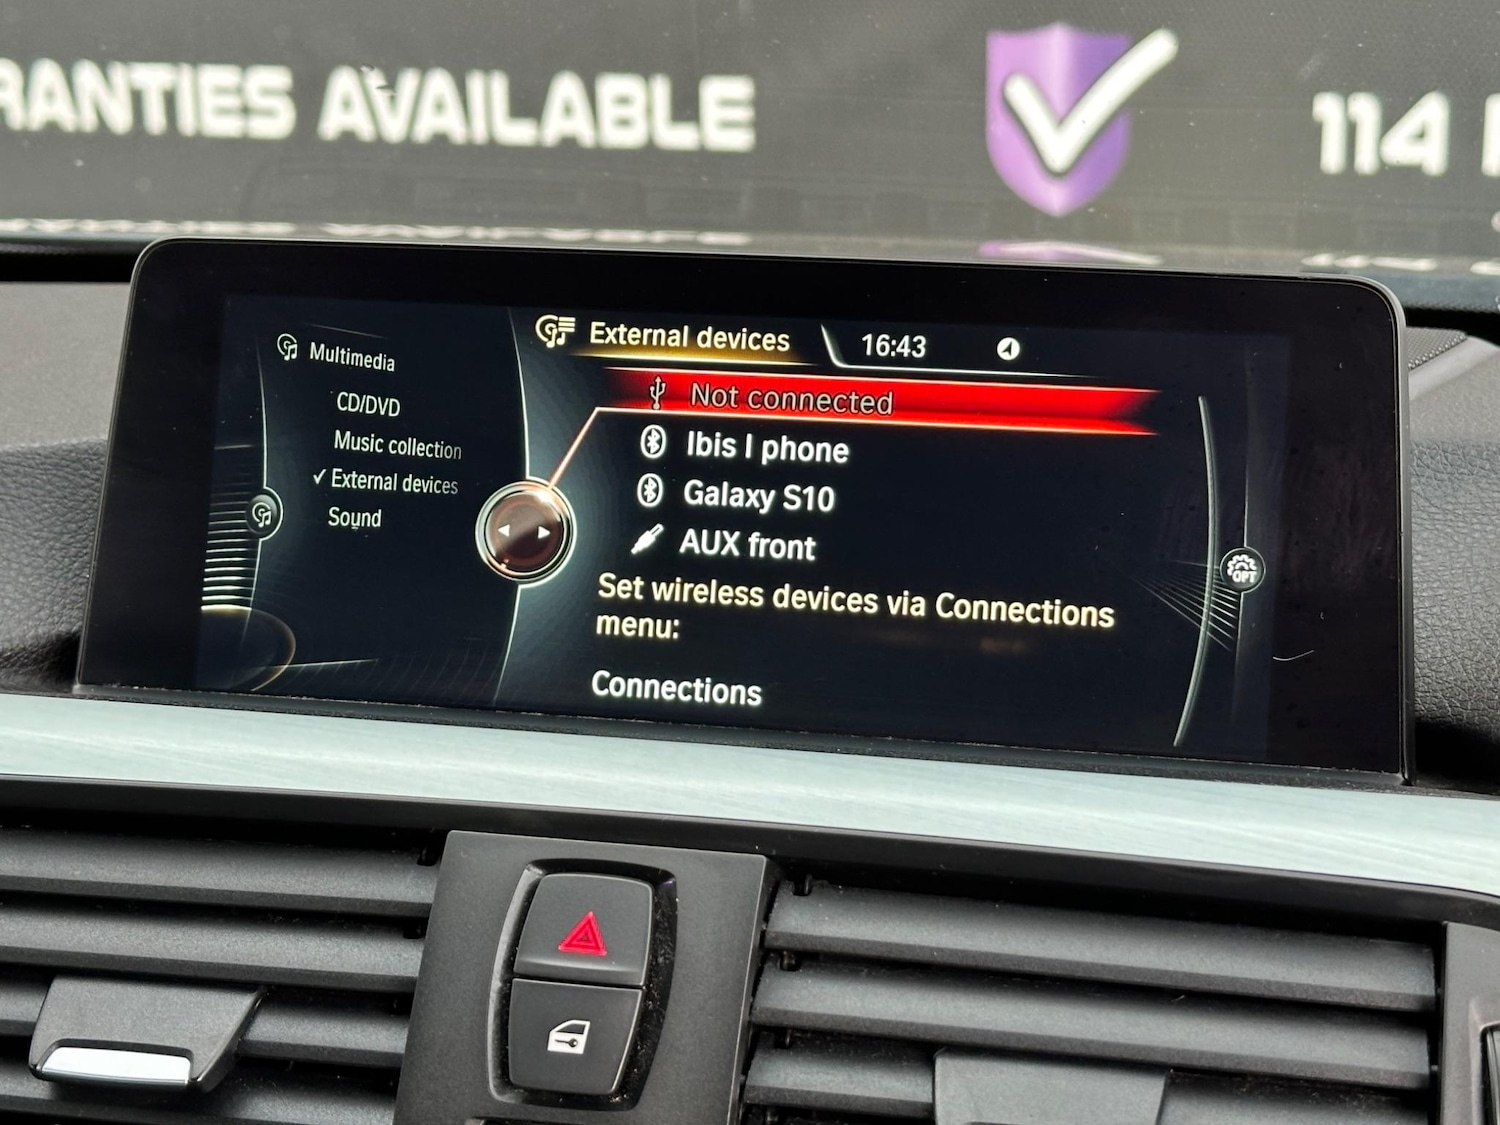 RANTIES AVAILABLE
114
External devices
16:43
Multimedia
CD/DVD
Music collection
External devices
Sound
Not connected
Ibis I phone
Galaxy S10
AUX front
Set wireless devices via Connections
menu:
Connections
OPT